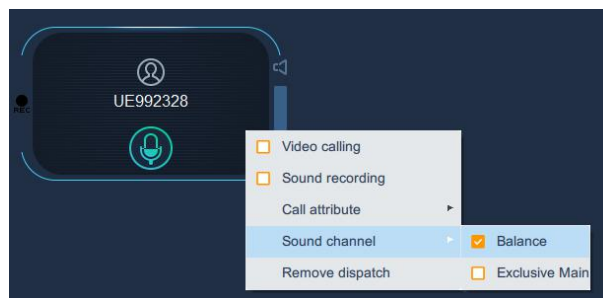 UE992328
REC
Video calling
Sound recording
Call attribute
Sound channel
Balance
Remove dispatch
Exclusive Main